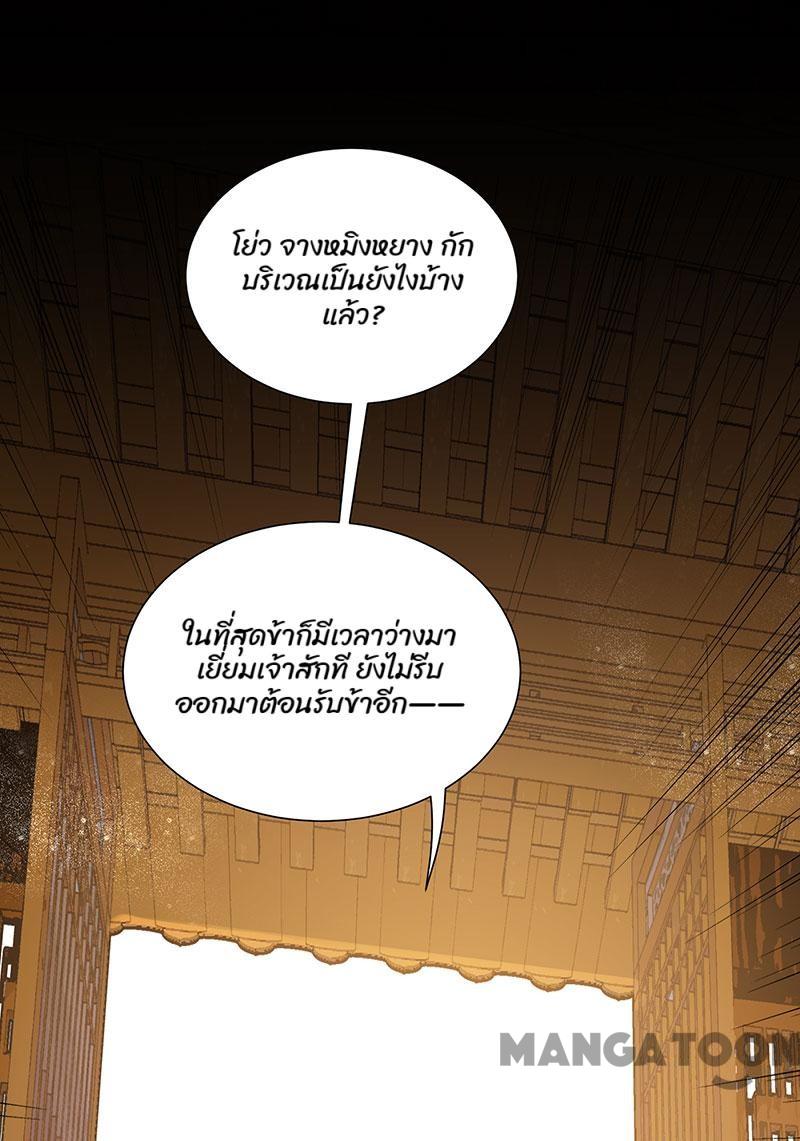 โย่ว จางหมิงหยาง กัก
บริเวณเป็นยังไงบ้าง
แล้ว?
ในที่สุดข้าก็มีเวลาว่างมา
เยี่ยมเจ้าสักที ยังไม่รีบ
ออกมาต้อนรับข้าอีก——
MANGATOON